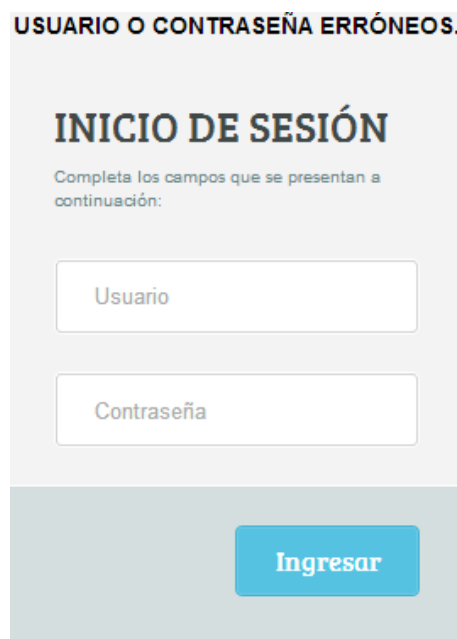 USUARIO O CONTRASEÑA ERRÓNEOS.
INICIO DE SESIÓN
Completa los campos que se presentan a
continuación:
Usuario
Contraseña
Ingresar